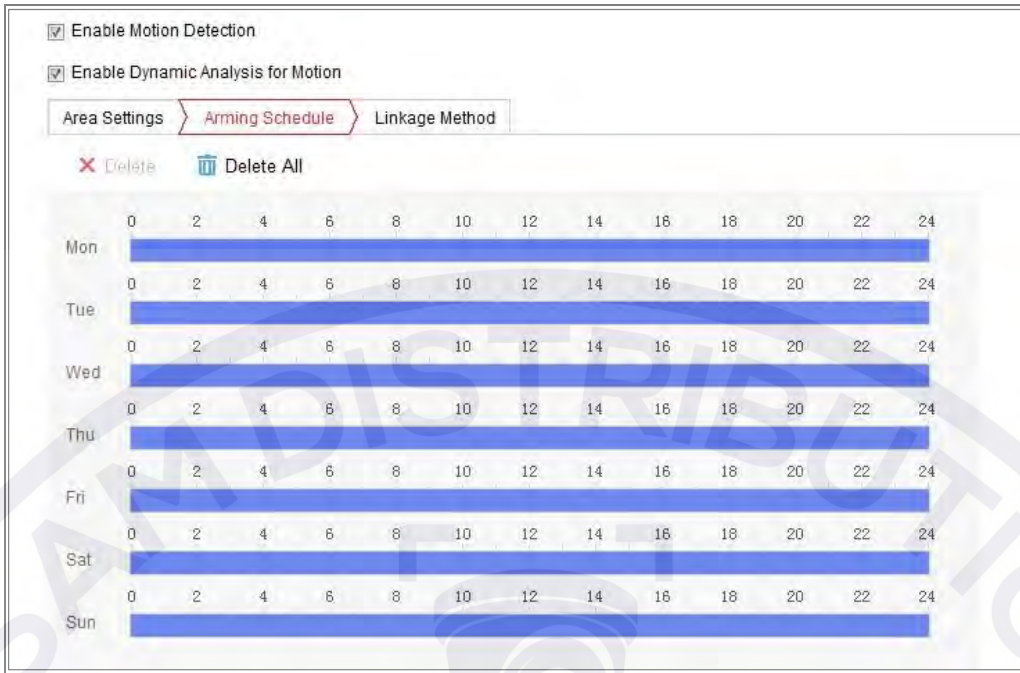 Enable Motion Detection
Enable Dynamic Analysis for Motion
Area Settings Arming Schedule Linkage Method
Delete Delete All
0 2 4 6 8 10 12 14 16 18 20 22 24
Mon
0 2 4 6 8 10 12 14 16 18 20 22 24
Tue
0 2 4 6 8 10 12 14 16 18 20 22 24
Wed
0 2 4 6 8 10 12 14 16 18 20 22 24
Thu
0 2 4 6 8 10 12 14 16 18 20 22 24
Fri
0 2 4 6 8 10 12 14 16 18 20 22 24
Sat
0 2 4 6 8 10 12 14 16 18 20 22 24
Sun